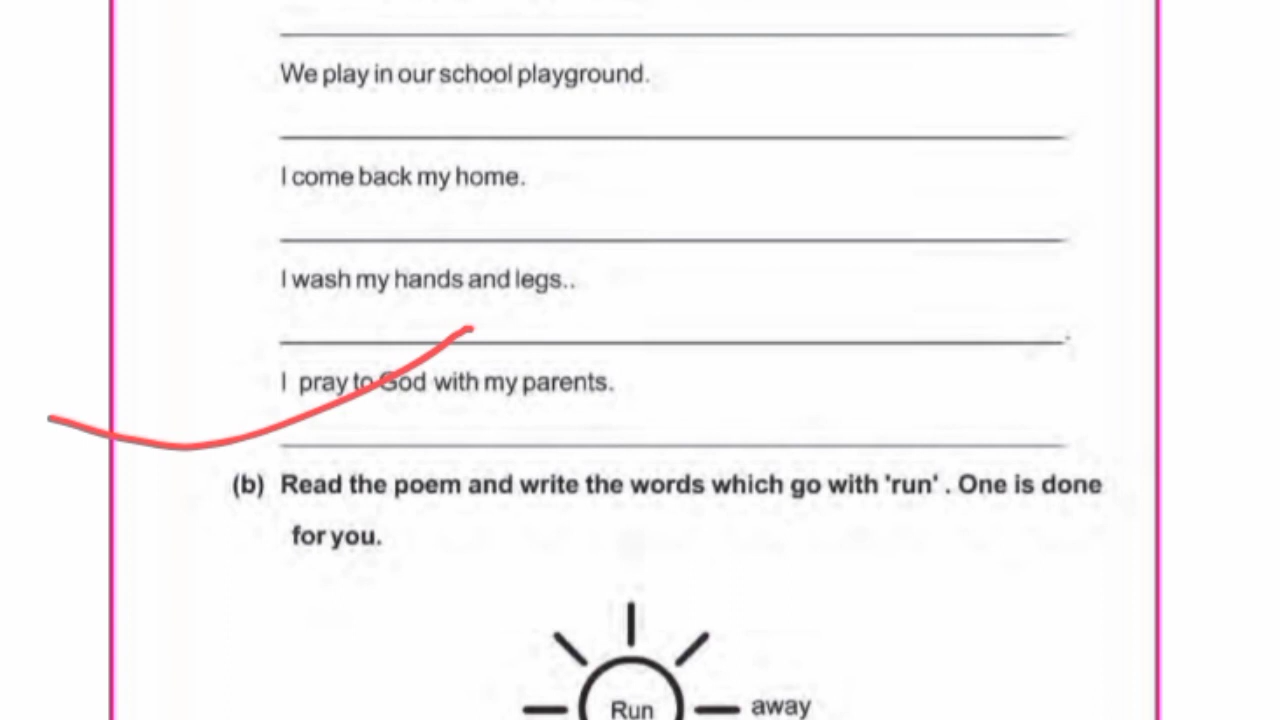 We play in our school playground.
I come back my home.
I wash my hands and legs..
I pray to God with my parents.
(b) Read the poem and write the words which go with 'run' . One is done
for you.
Run
away